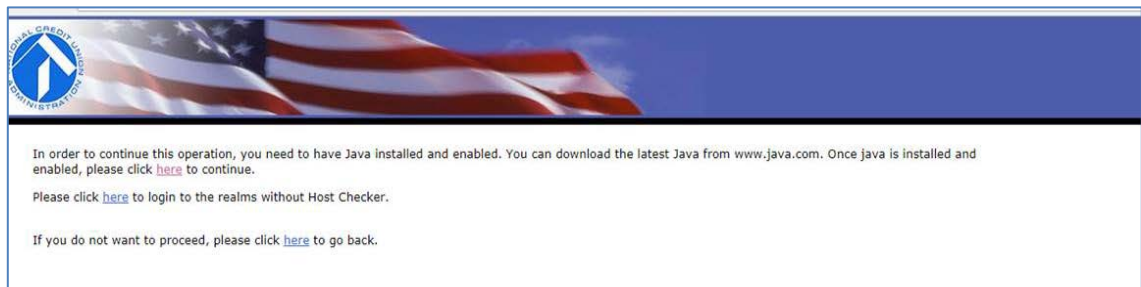 NATIONAL CREDIT UNION
ADMINISTRATION
In order to continue this operation, you need to have Java installed and enabled. You can download the latest Java from www.java.com. Once java is installed and
enabled, please click here to continue.
Please click here to login to the realms without Host Checker.
If you do not want to proceed, please click here to go back.